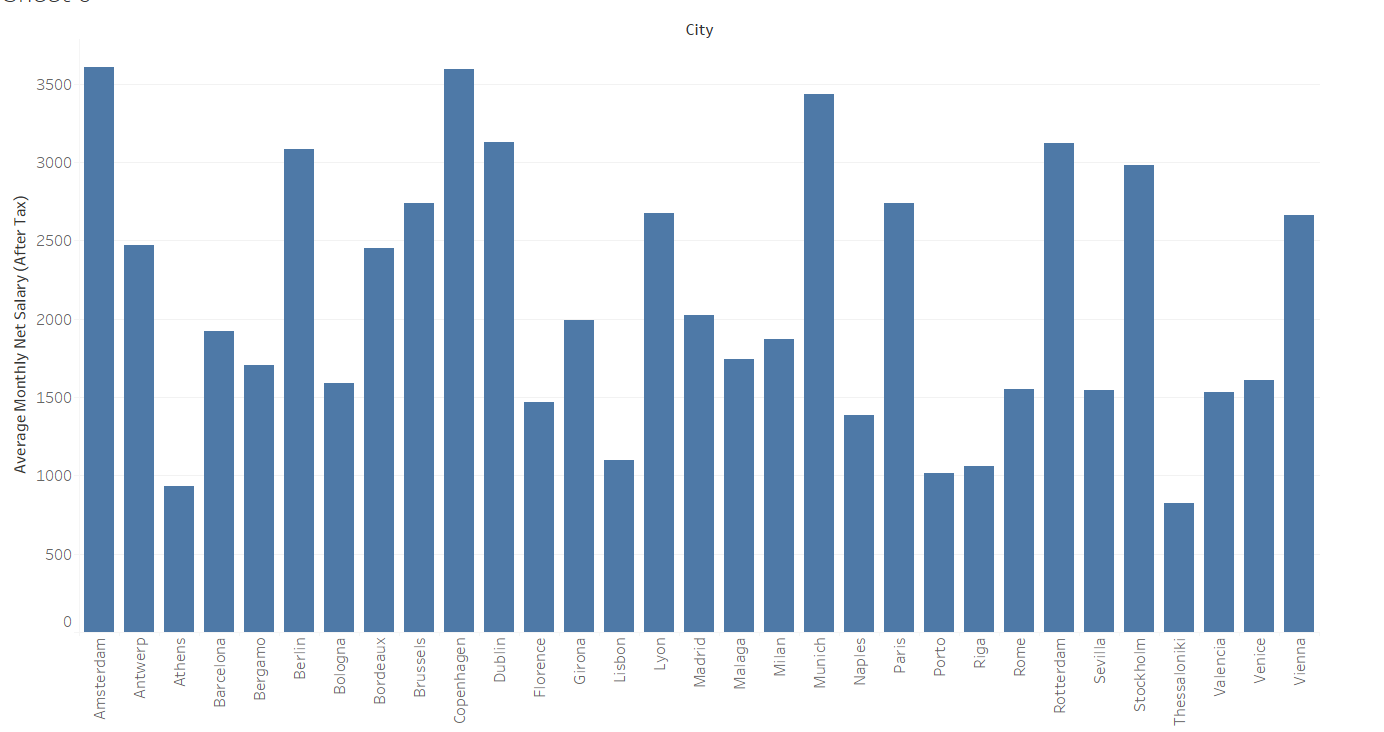 City
Average Monthly Net Salary (After Tax)
3500
3000
2500
2000
1500
1000
500
0
Amsterdam
Antwerp
Athens
Barcelona
Bergamo
Berlin
Bologna
Bordeaux
Brussels
Copenhagen
Dublin
Florence
Girona
Lisbon
Lyon
Madrid
Malaga
Milan
Munich
Naples
Paris
Porto
Riga
Rome
Rotterdam
Sevilla
Stockholm
Thessaloniki
Valencia
Venice
Vienna